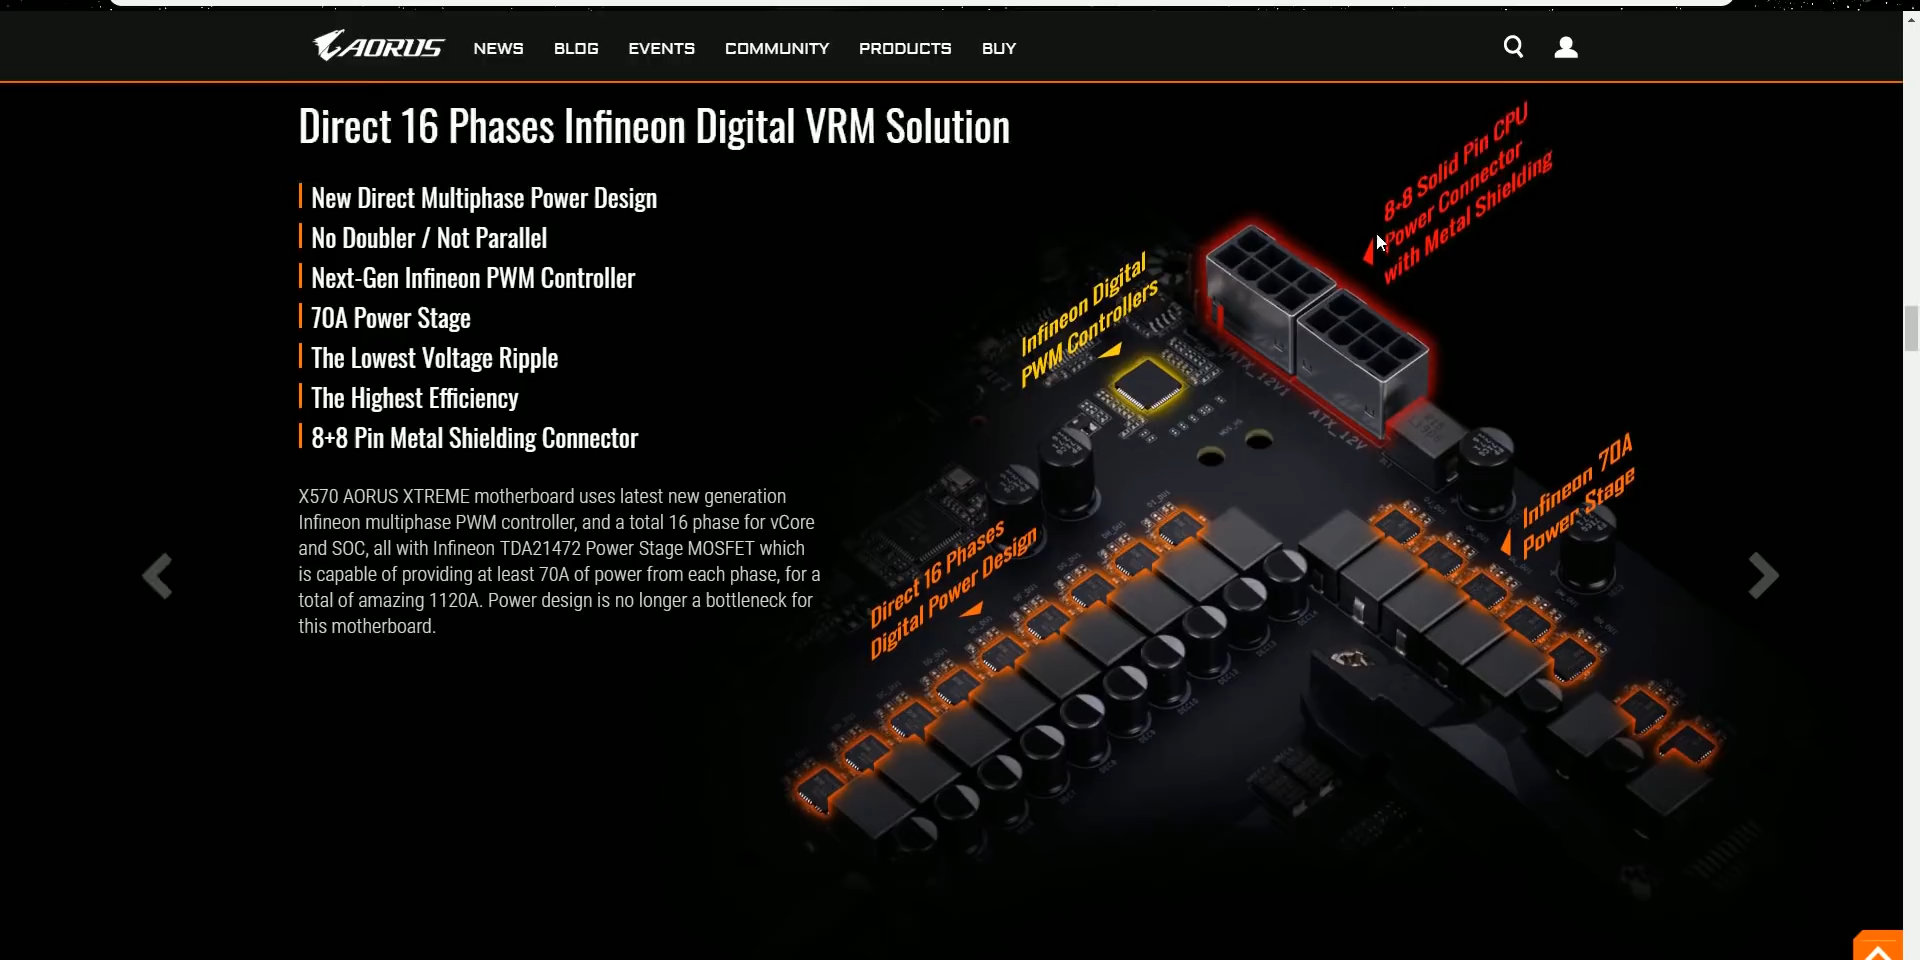 AORUS NEWS BLOG EVENTS COMMUNITY PRODUCTS BUY
Direct 16 Phases Infineon Digital VRM Solution
New Direct Multiphase Power Design
No Doubler / Not Parallel
Next-Gen Infineon PWM Controller
70A Power Stage
The Lowest Voltage Ripple
The Highest Efficiency
8+8 Pin Metal Shielding Connector
X570 AORUS XTREME motherboard uses latest new generation
Infineon multiphase PWM controller, and a total 16 phase for vCore
and SOC, all with Infineon TDA21472 Power Stage MOSFET which
is capable of providing at least 70A of power from each phase, for a
total of amazing 1120A. Power design is no longer a bottleneck for
this motherboard.
8+8 Solid Pin CPU
Power Connector
with Metal Shielding
Infineon Digital
PWM Controllers
ATX_12V1
ATX_12V
Infineon 70A
Power Stage
Direct 16 Phases
Digital Power Design